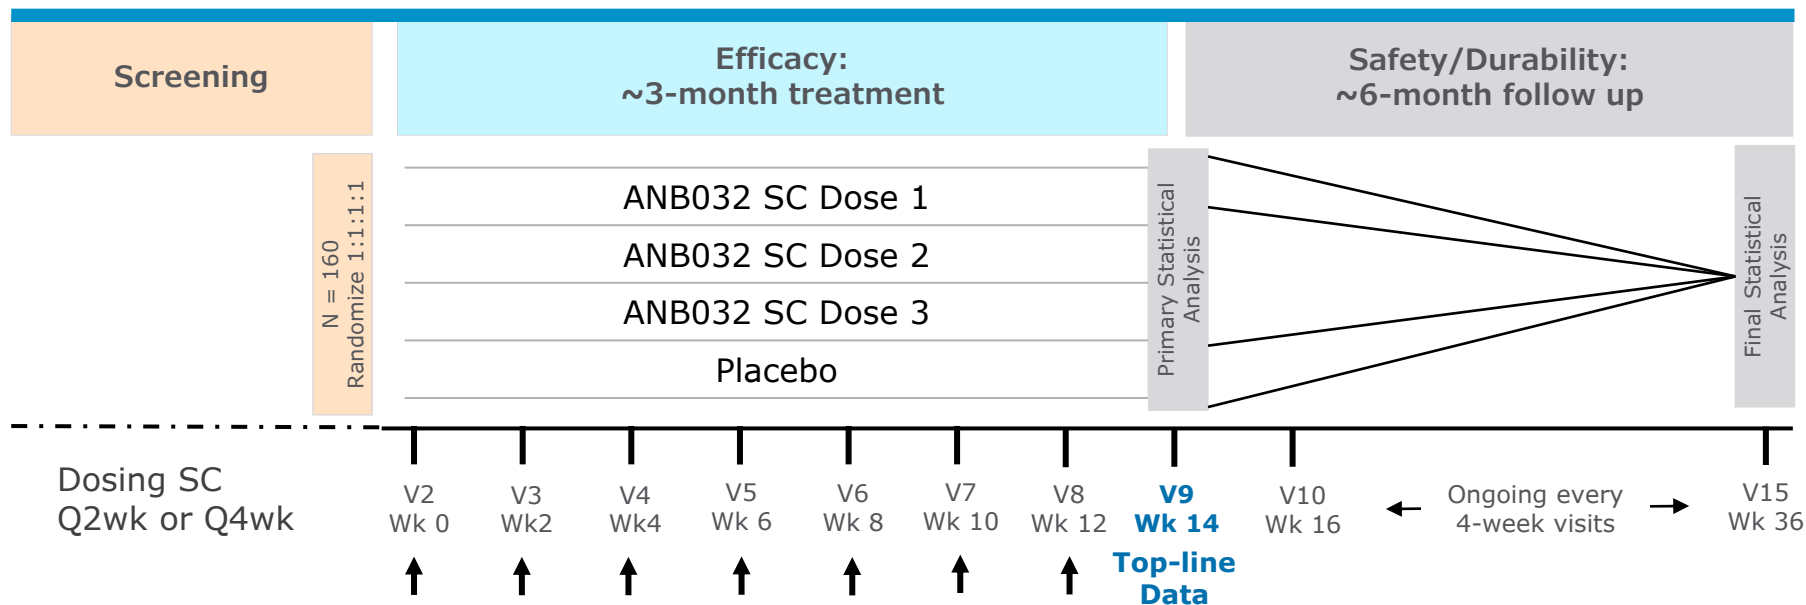 Screening
Efficacy:
~3-month treatment
Safety/Durability:
~6-month follow up
N = 160
Randomize 1:1:1:1
ANB032 SC Dose 1
ANB032 SC Dose 2
ANB032 SC Dose 3
Placebo
Primary Statistical
Analysis
Final Statistical
Analysis
Dosing SC
Q2wk or Q4wk
V2
Wk 0
V3
Wk2
V4
Wk4
V5
Wk 6
V6
Wk 8
V7
Wk 10
V8
Wk 12
V9
Wk 14
Top-line
Data
V10
Wk 16
Ongoing every
4-week visits
V15
Wk 36